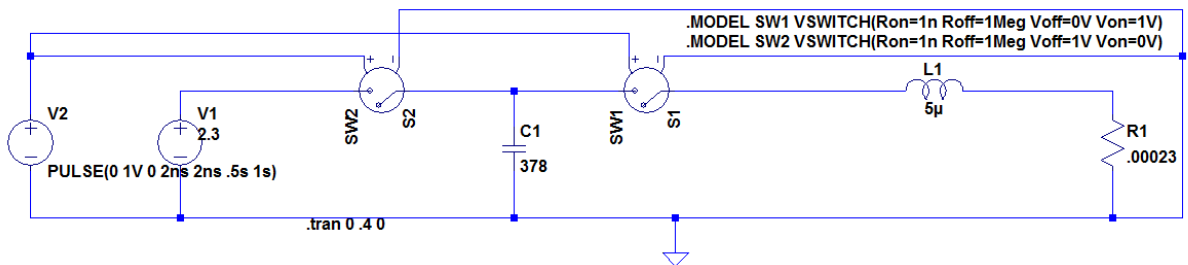 .MODEL SW1 VSWITCH(Ron=1n Roff=1Meg Voff=0V Von=1V)
.MODEL SW2 VSWITCH(Ron=1n Roff=1Meg Voff=1V Von=0V)
+
-
+
-
L1
5µ
SW2
S2
SW1
S1
V2
+
-
PULSE(0 1V 0 2ns 2ns .5s 1s)
V1
2.3
+
-
C1
378
R1
.00023
.tran 0 .4 0